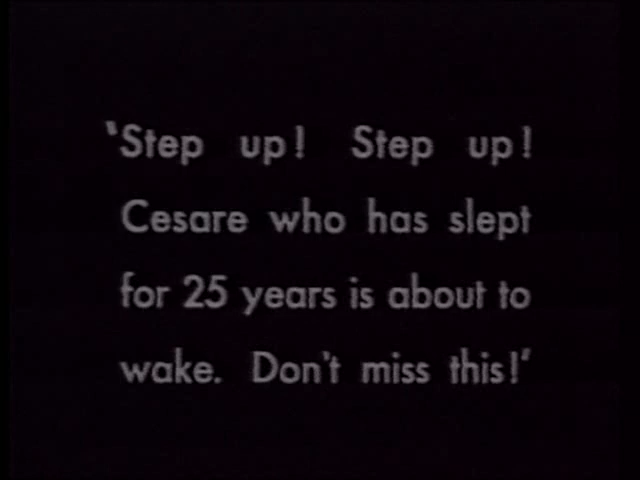 'Step up! Step up!
Cesare who has slept
for 25 years is about to
wake. Don't miss this!'